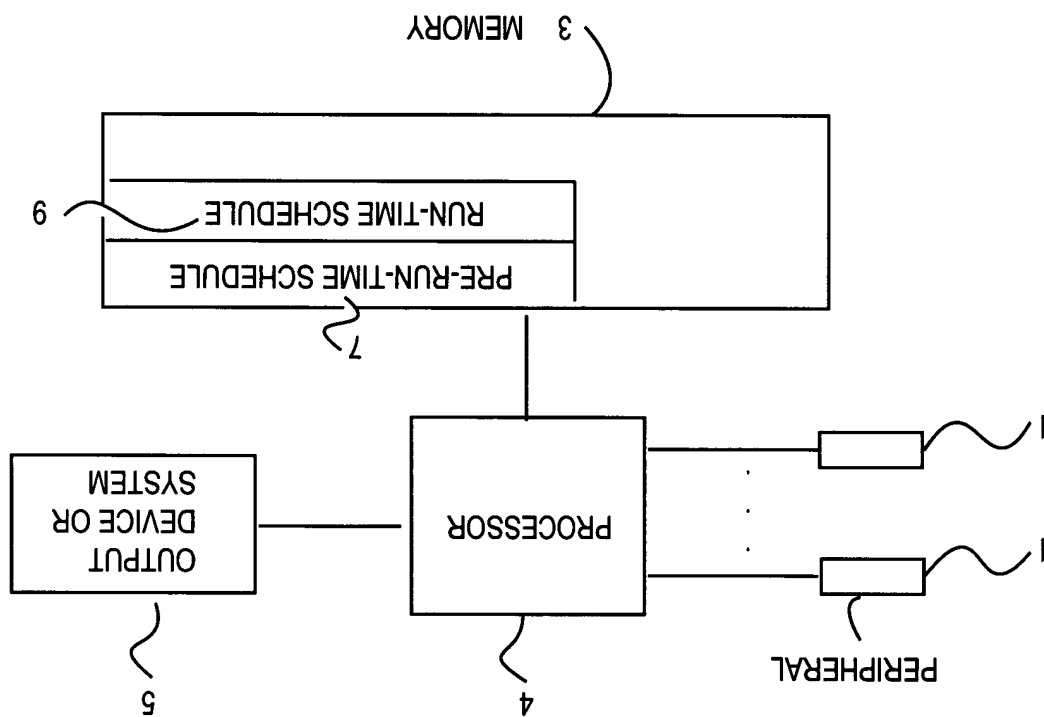 5
4
PERIPHERAL
OUTPUT
DEVICE OR
SYSTEM
PROCESSOR
1
1
7
PRE-RUN-TIME SCHEDULE
RUN-TIME SCHEDULE
9
3 MEMORY